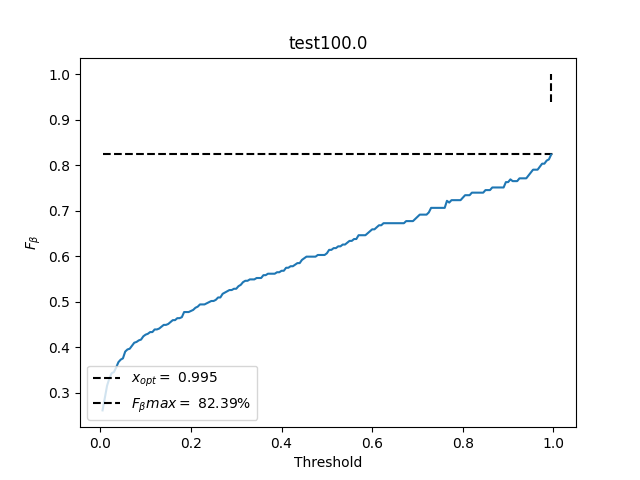 test100.0
1.0
0.9
0.8
0.7
0.6
0.5
0.4
0.3
F_β
x_opt = 0.995
F_β max = 82.39%
0.0 0.2 0.4 0.6 0.8 1.0
Threshold